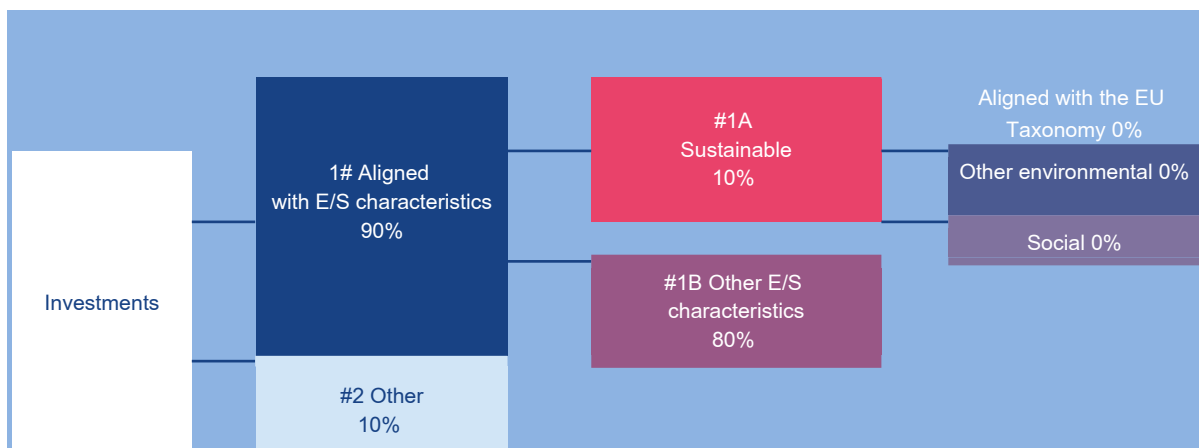 Investments
1# Aligned
with E/S characteristics
90%
#2 Other
10%
#1A
Sustainable
10%
#1B Other E/S
characteristics
80%
Aligned with the EU
Taxonomy 0%
Other environmental 0%
Social 0%